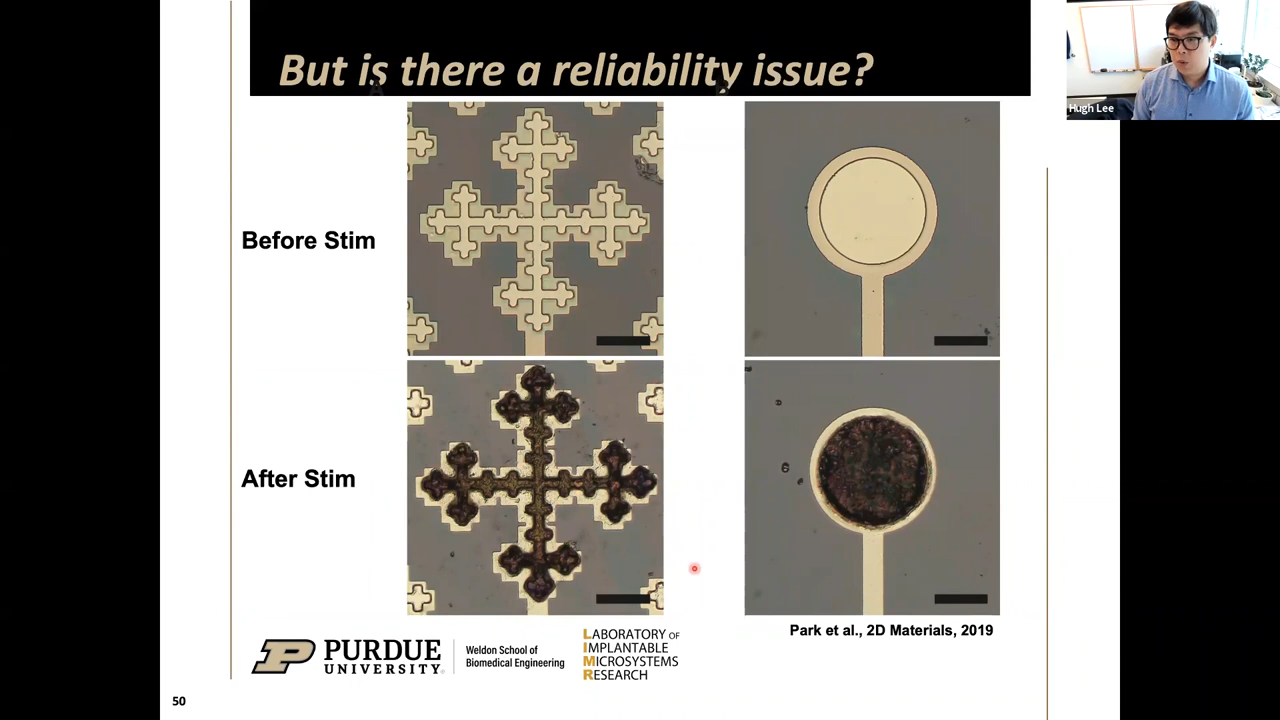 But is there a reliability issue?
Hugh Lee
Before Stim
After Stim
Park et al., 2D Materials, 2019
PURDUE
UNIVERSITY
Weldon School of
Biomedical Engineering
LABORATORY OF
IMPLANTABLE
MICROSYSTEMS
RESEARCH
50